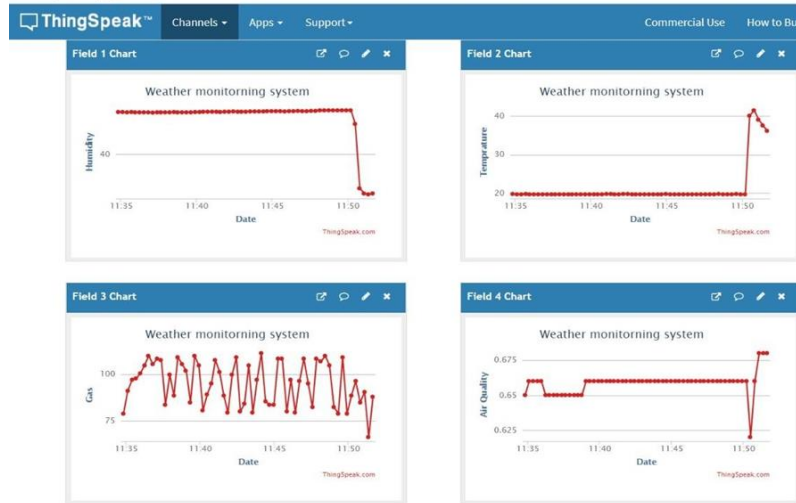 ThingSpeak™ Channels Apps Support Commercial Use How to Bu
Field 1 Chart
Weather monitorning system
Humidity
40
11:35 11:40 11:45 11:50
Date
ThingSpeak.com
Field 2 Chart
Weather monitorning system
Temprature
40
30
20
11:35 11:40 11:45 11:50
Date
ThingSpeak.com
Field 3 Chart
Weather monitorning system
Gas
100
75
11:35 11:40 11:45 11:50
Date
ThingSpeak.com
Field 4 Chart
Weather monitorning system
Air Quality
0.675
0.65
0.625
11:35 11:40 11:45 11:50
Date
ThingSpeak.com